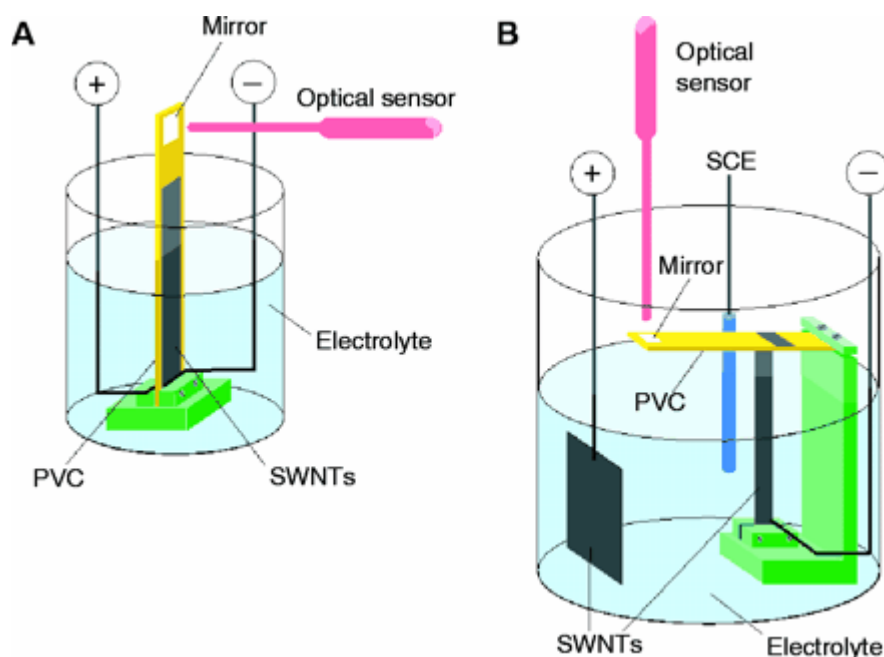 A
Mirror
+
−
Optical sensor
Electrolyte
PVC
SWNTs
B
Optical
sensor
SCE
+
−
Mirror
PVC
SWNTs
Electrolyte